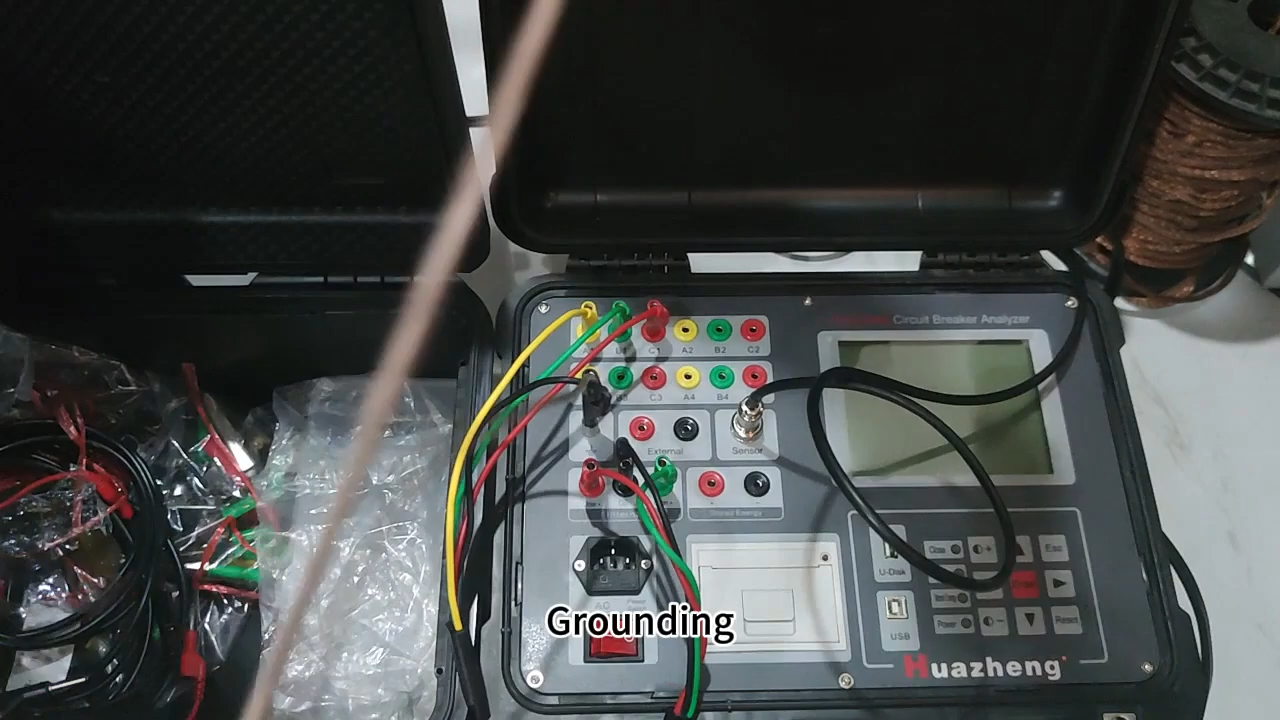 Circuit Breaker Analyzer
C1 A2 B2 C2
C3 A4 B4
External
Sensor
Stored Energy
U-Disk
USB
Close
Esc
Power
Reset
Grounding
Huazheng